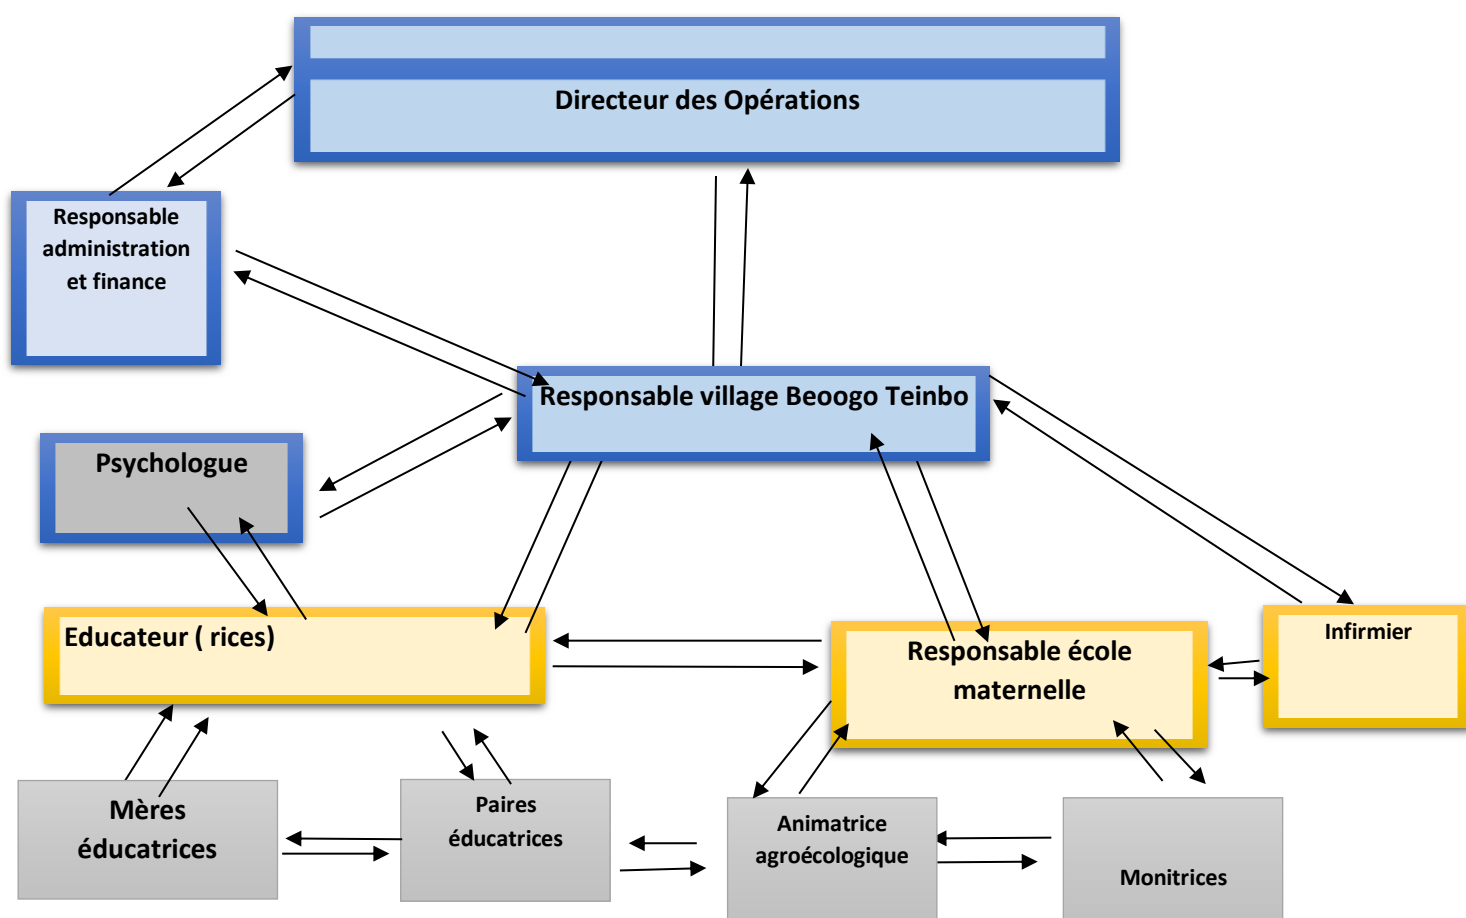 Directeur des Opérations
Responsable
administration
et finance
Responsable village Beoogo Teinbo
Psychologue
Educateur ( rices)
Responsable école
maternelle
Infirmier
Mères
éducatrices
Paires
éducatrices
Animatrice
agroécologique
Monitrices